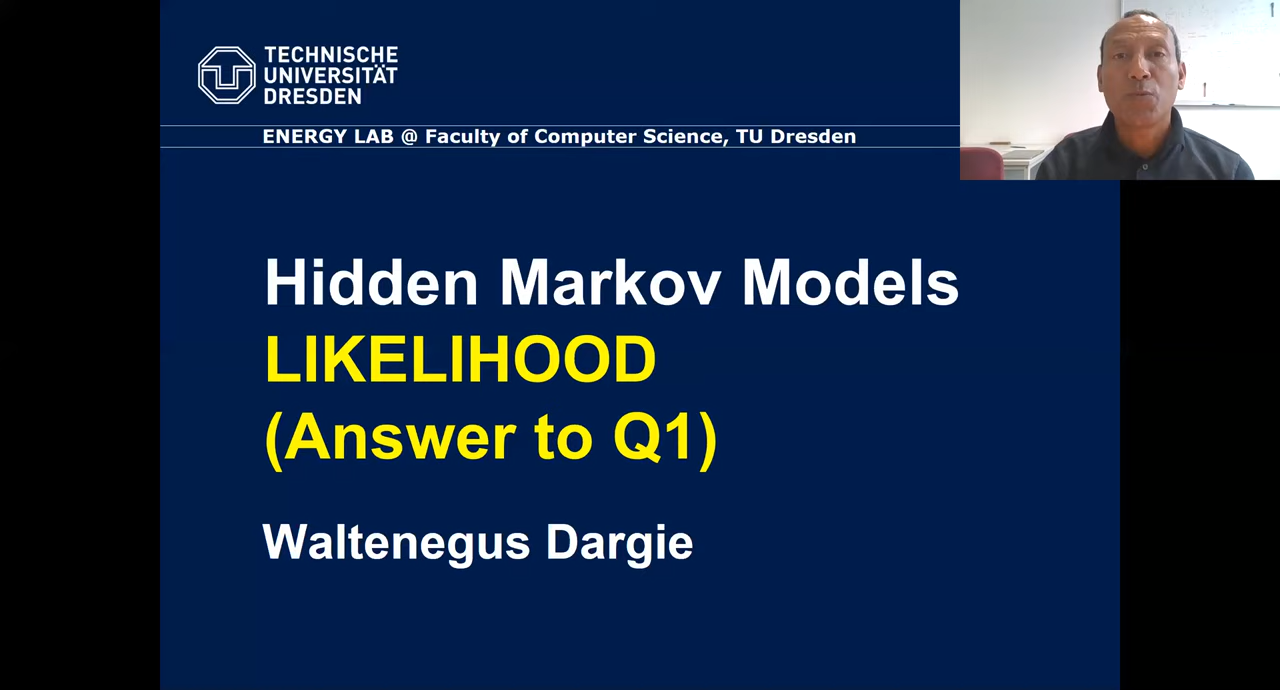 TECHNISCHE
UNIVERSITÄT
DRESDEN
ENERGY LAB @ Faculty of Computer Science, TU Dresden
Hidden Markov Models
LIKELIHOOD
(Answer to Q1)
Waltenegus Dargie